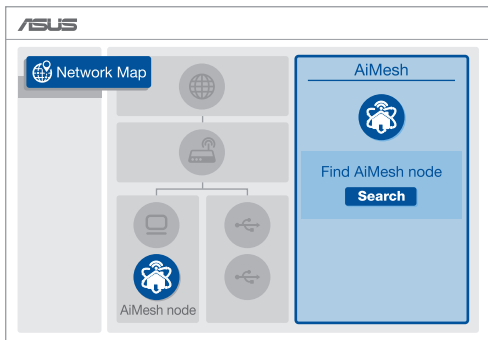 ASUS
Network Map
AiMesh
Find AiMesh node
Search
AiMesh node